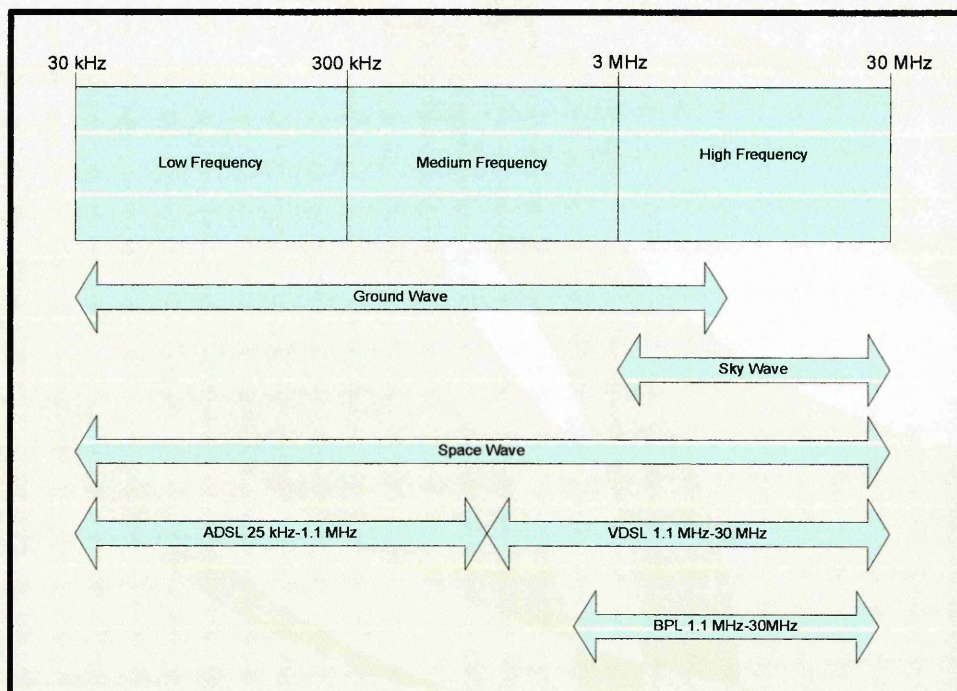 30 kHz 300 kHz 3 MHz 30 MHz
Low Frequency Medium Frequency High Frequency
Ground Wave
Sky Wave
Space Wave
ADSL 25 kHz-1.1 MHz VDSL 1.1 MHz-30 MHz
BPL 1.1 MHz-30MHz